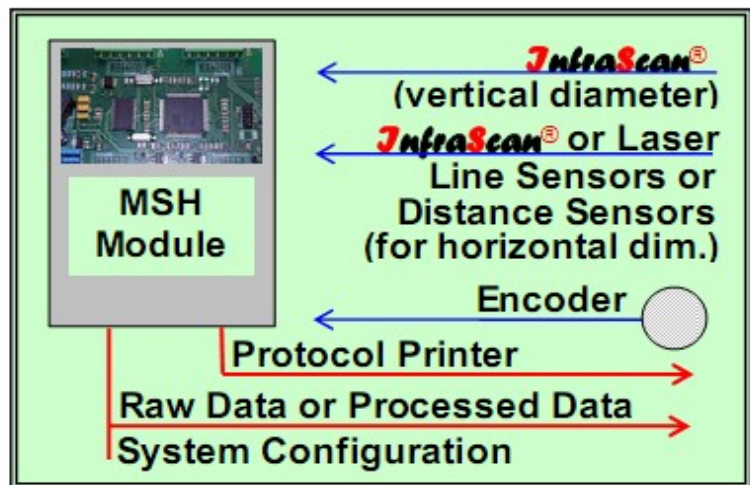 InfraScan®
(vertical diameter)
InfraScan® or Laser
Line Sensors or
Distance Sensors
(for horizontal dim.)
MSH
Module
Encoder
Protocol Printer
Raw Data or Processed Data
System Configuration